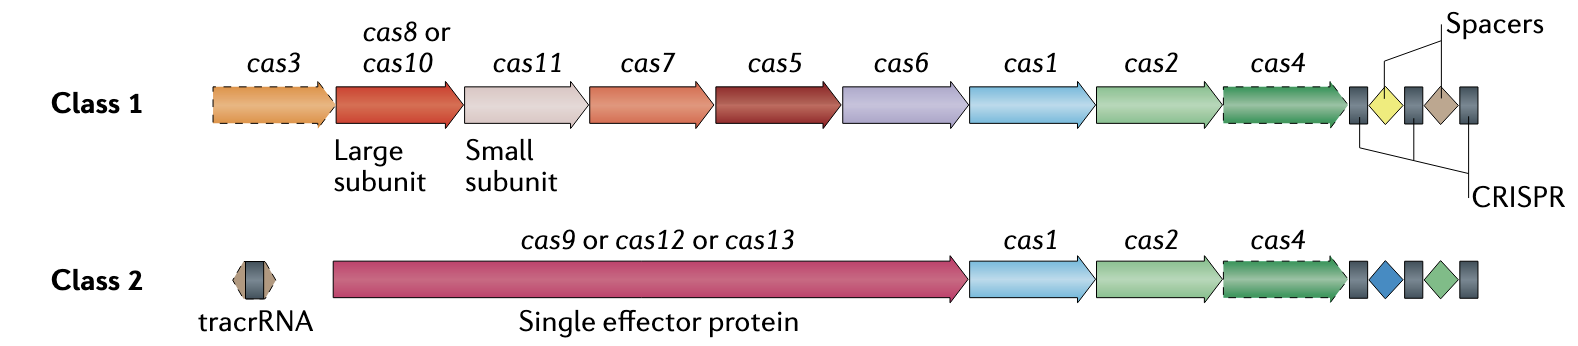 Spacers
cas8 or
cas3 cas10 cas11 cas7 cas5 cas6 cas1 cas2 cas4
Class 1
Large Small
subunit subunit
CRISPR
cas9 or cas12 or cas13 cas1 cas2 cas4
Class 2
tracrRNA Single effector protein